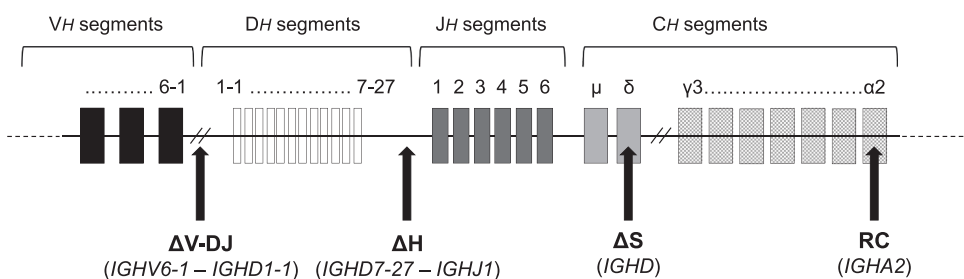 VH segments DH segments JH segments CH segments
........... 6-1 1-1 ................ 7-27 1 2 3 4 5 6 μ δ γ3......................... α2
ΔV-DJ ΔH ΔS RC
(IGHV6-1 – IGHD1-1) (IGHD7-27 – IGHJ1) (IGHD) (IGHA2)